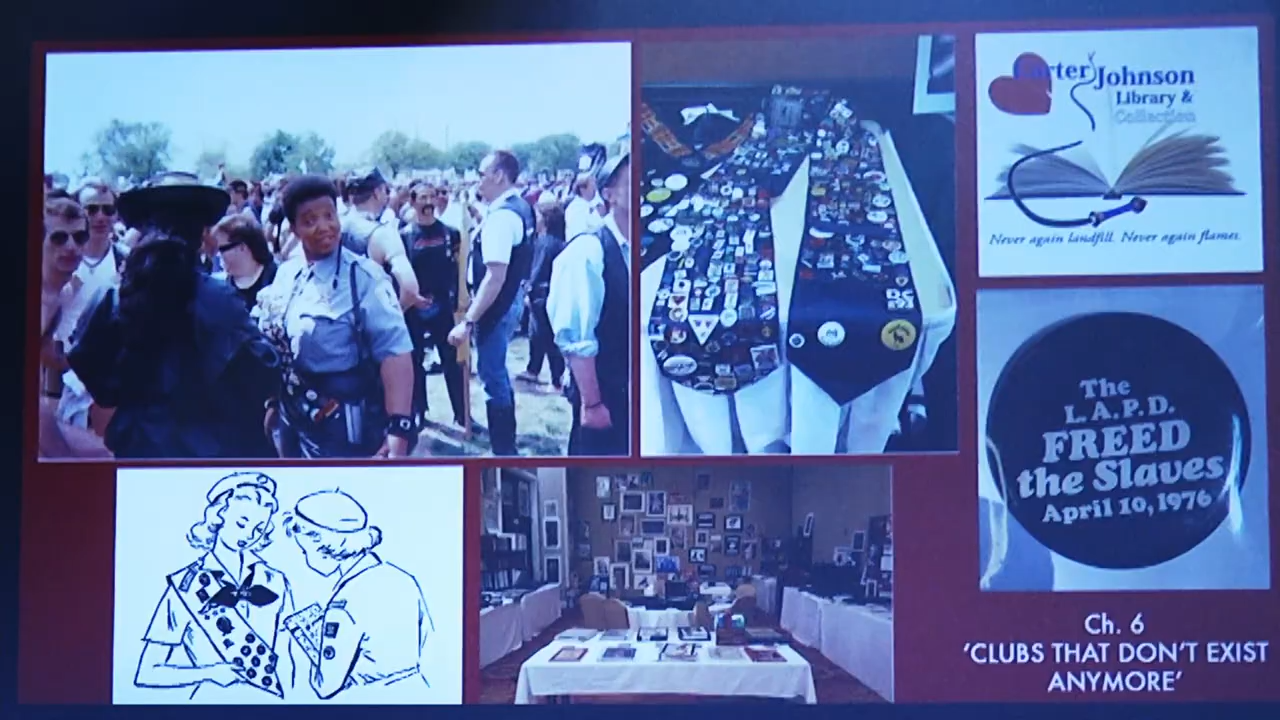 Carter Johnson
Library &
Collection
Never again landfill. Never again flames.
The
L.A.P.D.
FREED
the Slaves
April 10, 1976
Ch. 6
'CLUBS THAT DON'T EXIST
ANYMORE'